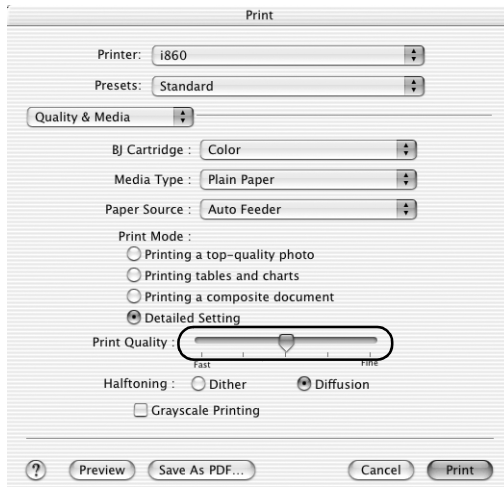 Print
Printer: i860
Presets: Standard
Quality & Media
BJ Cartridge : Color
Media Type : Plain Paper
Paper Source : Auto Feeder
Print Mode :
Printing a top-quality photo
Printing tables and charts
Printing a composite document
Detailed Setting
Print Quality :
Fast Fine
Halftoning : Dither Diffusion
Grayscale Printing
? Preview Save As PDF... Cancel Print